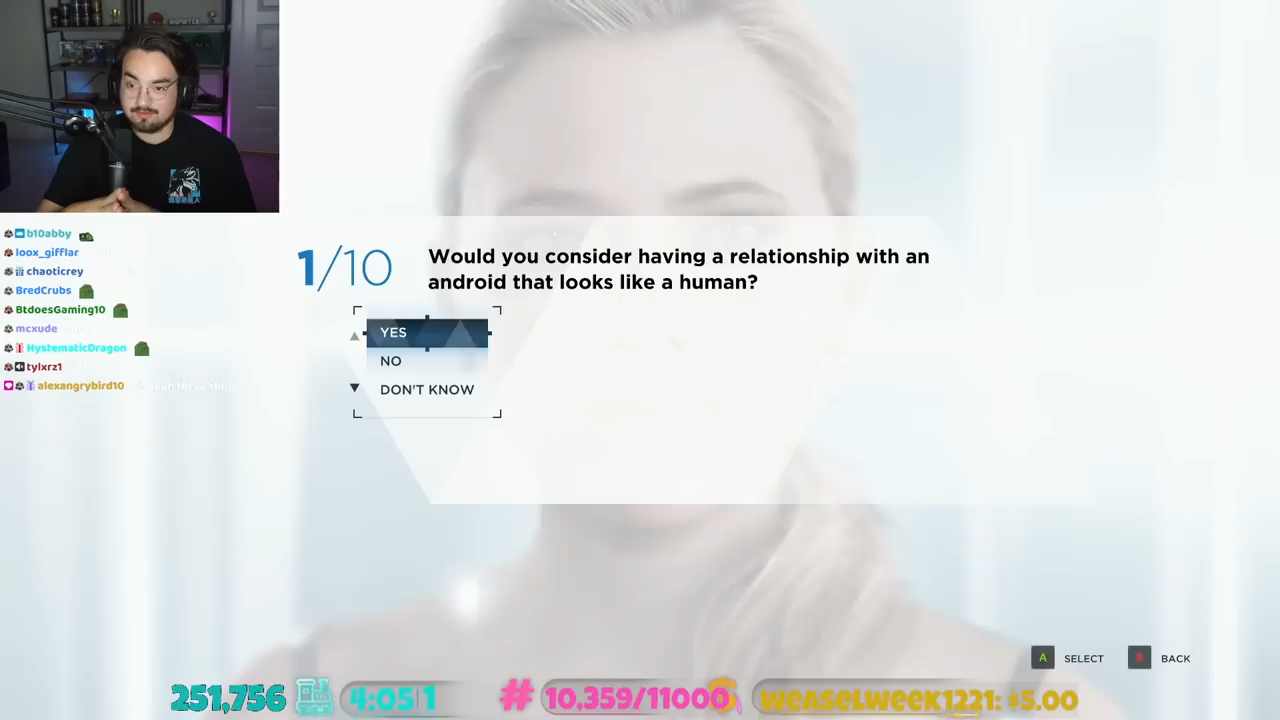 b10abby
loox_gifflar
chaoticrey
BredCrubs
BtdoesGaming10
mcxude
HystematicDragon
tylxrz1
alexangrybird10
1/10
Would you consider having a relationship with an
android that looks like a human?
YES
NO
DON'T KNOW
A SELECT
B BACK
251,756
4:05:11
# 10,359/11000
WEASELWEEK1221: $5.00